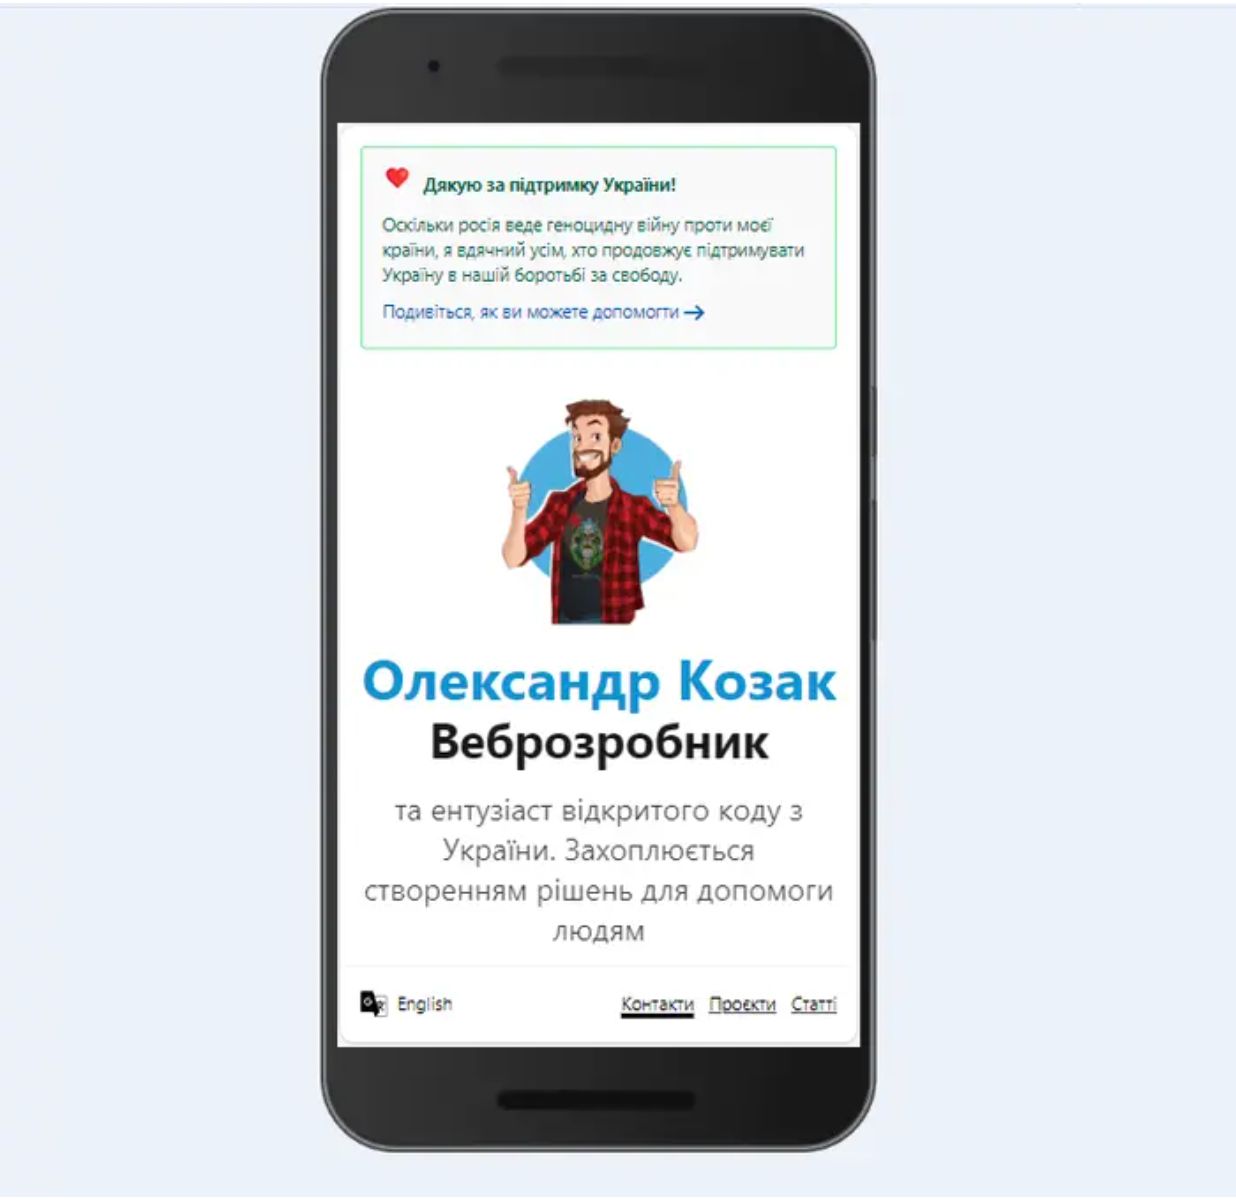 Дякую за підтримку України!
Оскільки росія веде геноцидну війну проти моєї
країни, я вдячний усім, хто продовжує підтримувати
Україну в нашій боротьбі за свободу.
Подивіться, як ви можете допомогти →
Олександр Козак
Веброзробник
та ентузіаст відкритого коду з
України. Захоплюється
створенням рішень для допомоги
людям
English Контакти Проєкти Статті